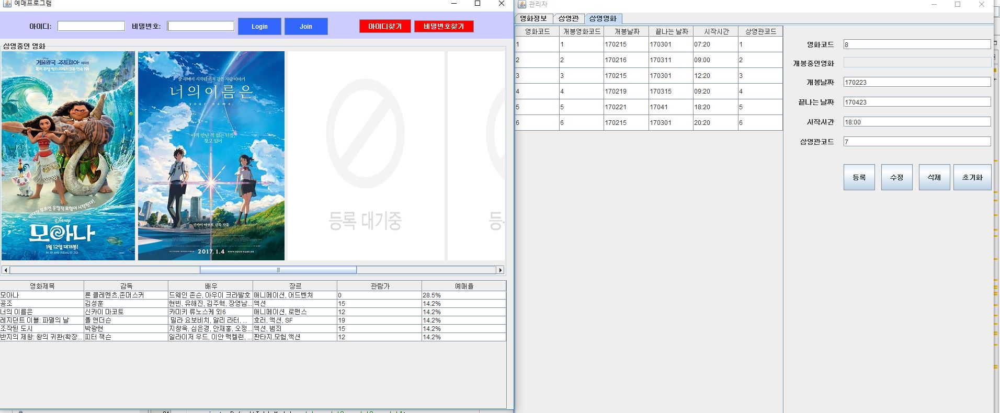 예매프로그램
아이디:
비밀번호:
Login
Join
아이디찾기
비밀번호찾기
상영중인 영화
겨울왕국 주토피아 제작진
북미 주말 박스오피스 3주 연속 1위
바다가 부르면 운명적 모험이 시작된다!
Disney
모아나
1월 12일 대개봉!
IN 3D AND REAL D 3D
꿈 속에서 시작된 기적 같은 사랑 이야기
너의 이름은.
your name.
아직 만난 적 없는 너를,
찾고 있어
신카이 마코토 감독 작품
2017. 1. 4 WWW.YOUR-NAME.KR
등록 대기중
등
영화제목 감독 배우 장르 관람가 예매율
모아나 론 클레멘츠,존머스커 드웨인 존슨, 아우이 크라발호 애니메이션, 어드벤처 0 28.5%
공조 김성훈 현빈, 유해진, 김주혁, 장영남... 액션 15 14.2%
너의 이름은 신카이 마코토 카미키 류노스케 외6 애니메이션, 로맨스 12 14.2%
레지던트 이블: 파멸의 날 폴 앤더슨 밀라 요보비치, 알리 라터, ... 호러, 액션, SF 19 14.2%
조작된 도시 박광현 지창욱, 심은경, 안재홍, 오정... 액션, 범죄 15 14.2%
반지의 제왕: 왕의 귀환(확장... 피터 잭슨 일라이저 우드, 이안 맥켈런, ... 판타지,모험,액션 12 14.2%
관리자
영화정보 상영관 상영영화
영화코드 개봉영화코드 개봉날짜 끝나는 날짜 시작시간 상영관코드
1 1 170215 170301 07:20 1
2 2 170216 170311 09:00 2
3 3 170215 170301 12:20 3
4 4 170219 170315 09:20 4
5 5 170221 17041 18:20 5
6 6 170215 170301 20:20 6
영화코드 8
개봉중인영화
개봉날짜 170223
끝나는 날짜 170423
시작시간 18:00
상영관코드 7
등록 수정 삭제 초기화